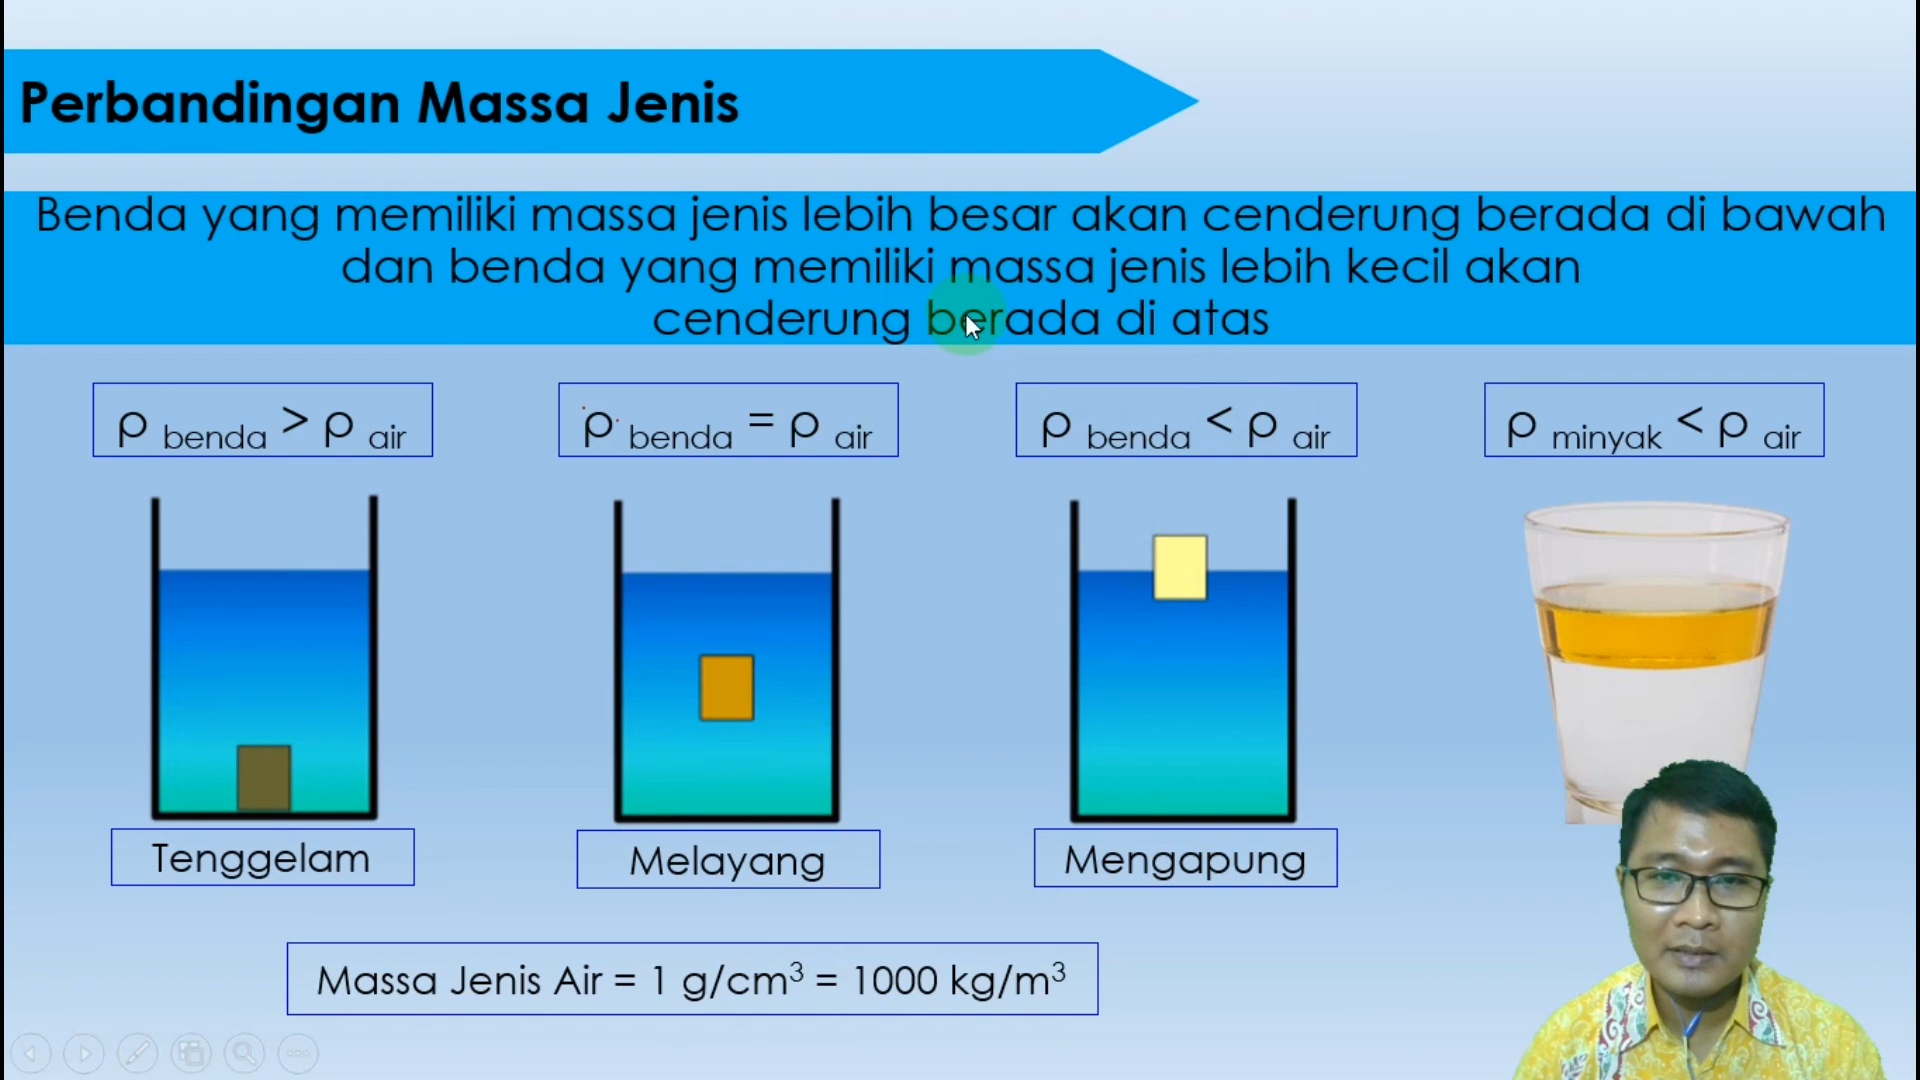 Perbandingan Massa Jenis
Benda yang memiliki massa jenis lebih besar akan cenderung berada di bawah
dan benda yang memiliki massa jenis lebih kecil akan
cenderung berada di atas
ρ benda > ρ air
ρ benda = ρ air
ρ benda < ρ air
ρ minyak < ρ air
Tenggelam
Melayang
Mengapung
Massa Jenis Air = 1 g/cm³ = 1000 kg/m³